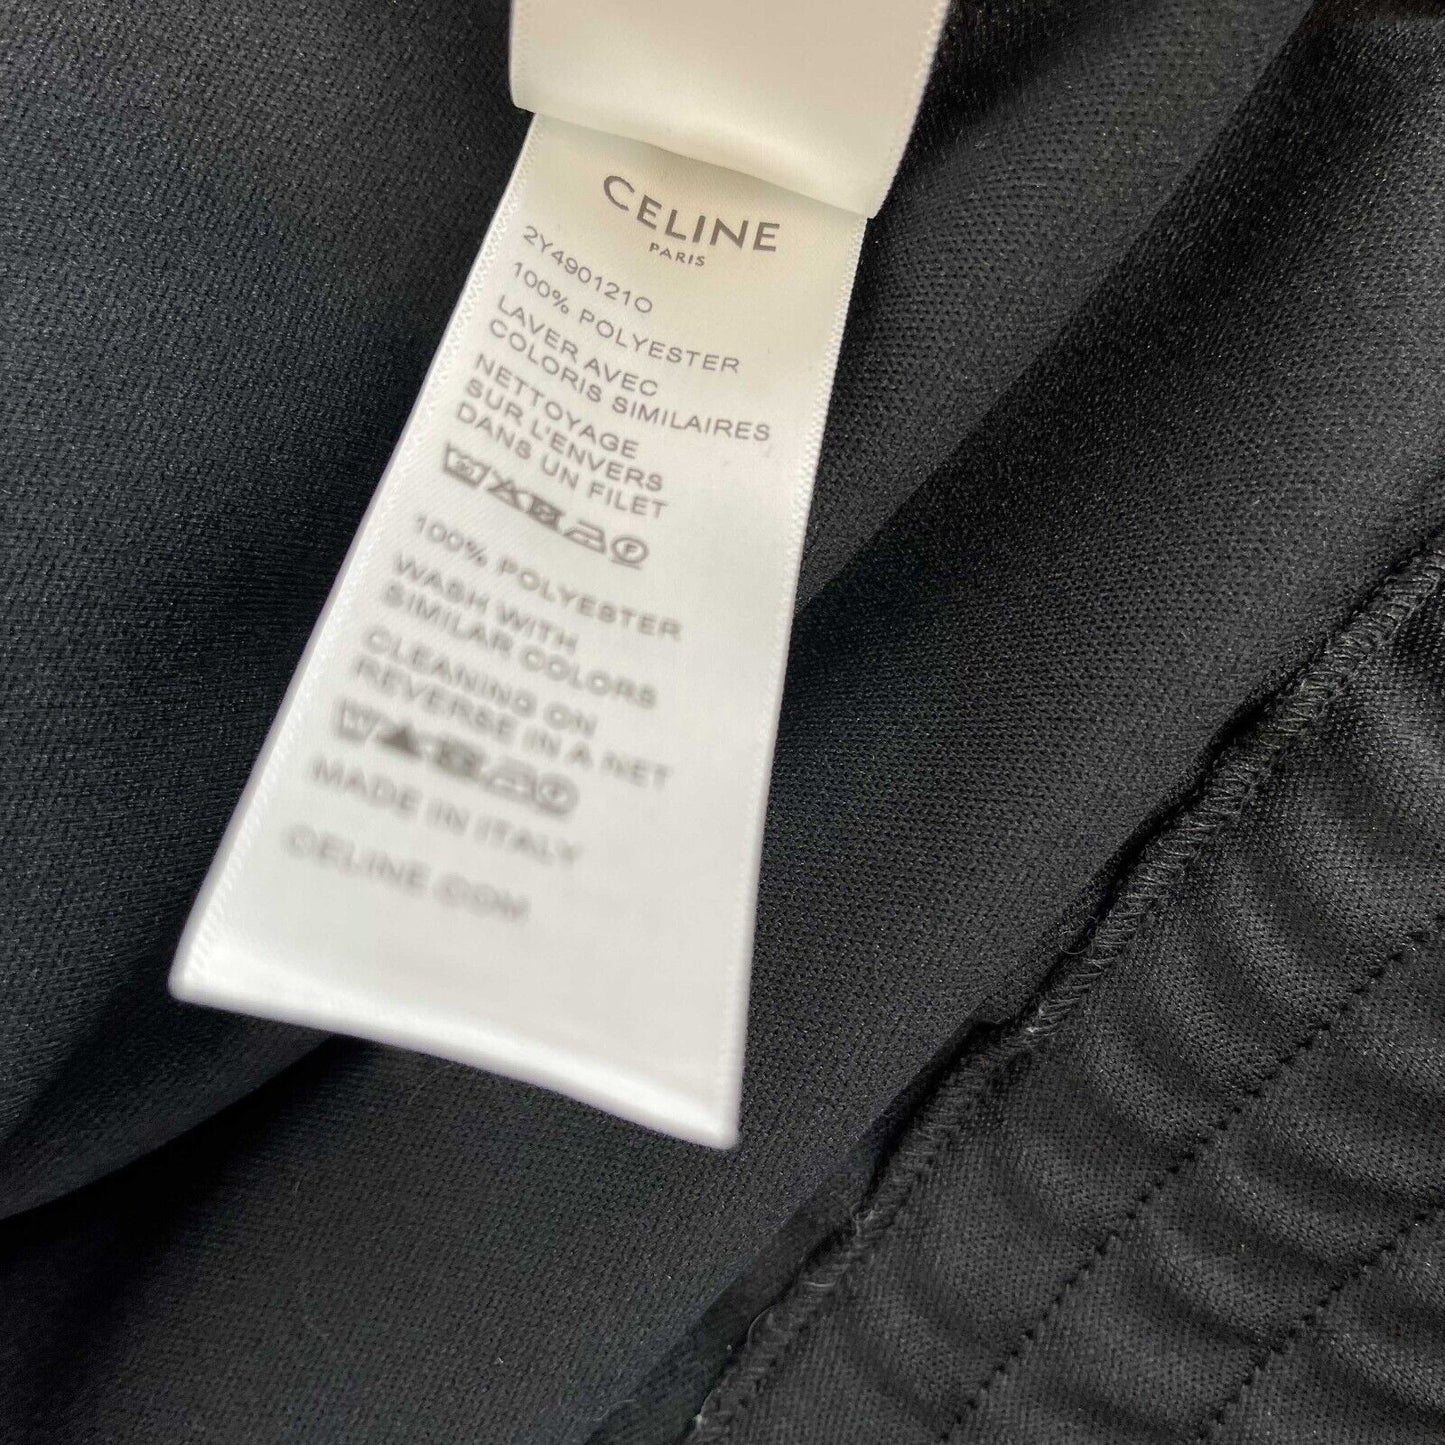 CELINE
PARIS
2Y490121O
100% POLYESTER
LAVER AVEC
COLORIS SIMILAIRES
NETTOYAGE
SUR L'ENVERS
DANS UN FILET
100% POLYESTER
WASH WITH
SIMILAR COLORS
CLEANING ON
REVERSE IN A NET
MADE IN ITALY
CELINE.COM